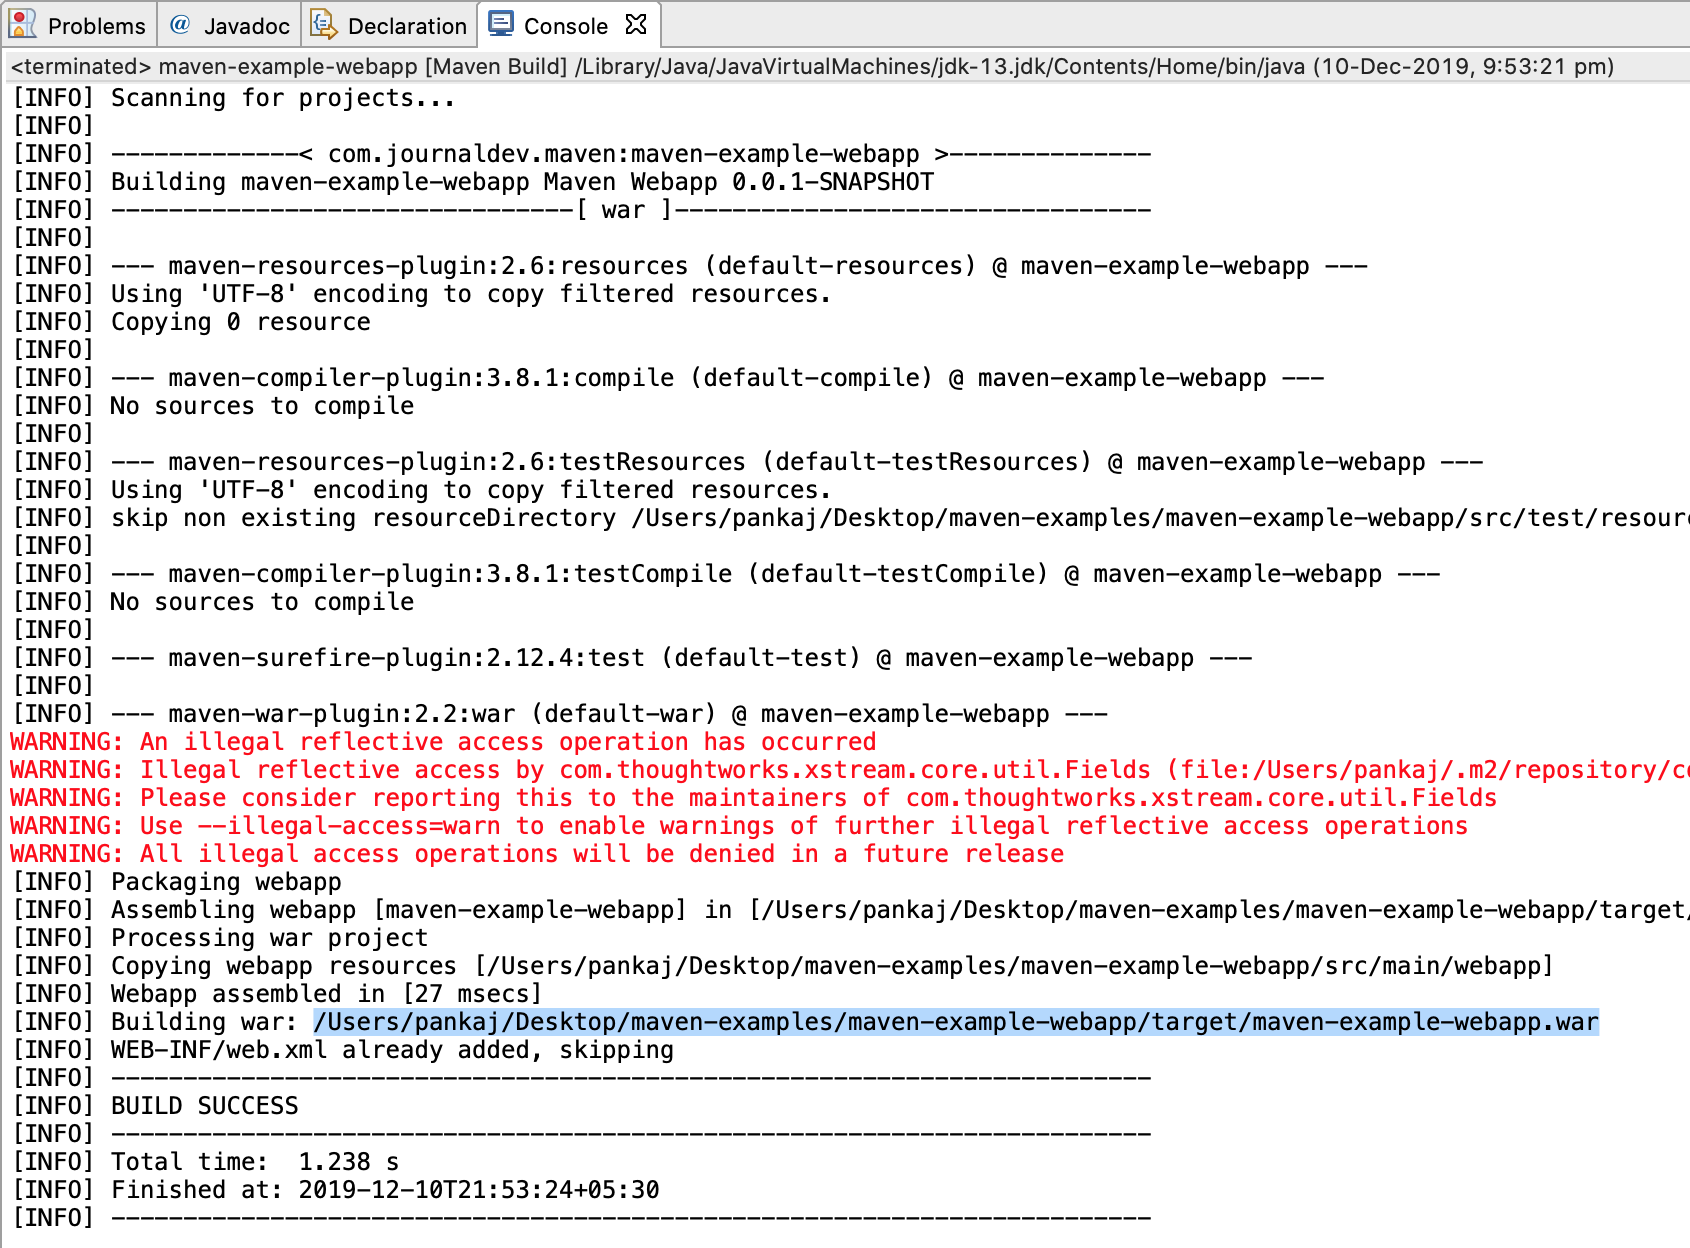 Problems @ Javadoc Declaration Console
<terminated> maven-example-webapp [Maven Build] /Library/Java/JavaVirtualMachines/jdk-13.jdk/Contents/Home/bin/java (10-Dec-2019, 9:53:21 pm)
[INFO] Scanning for projects...
[INFO]
[INFO] -------------< com.journaldev.maven:maven-example-webapp >--------------
[INFO] Building maven-example-webapp Maven Webapp 0.0.1-SNAPSHOT
[INFO] --------------------------------[ war ]---------------------------------
[INFO]
[INFO] --- maven-resources-plugin:2.6:resources (default-resources) @ maven-example-webapp ---
[INFO] Using 'UTF-8' encoding to copy filtered resources.
[INFO] Copying 0 resource
[INFO]
[INFO] --- maven-compiler-plugin:3.8.1:compile (default-compile) @ maven-example-webapp ---
[INFO] No sources to compile
[INFO]
[INFO] --- maven-resources-plugin:2.6:testResources (default-testResources) @ maven-example-webapp ---
[INFO] Using 'UTF-8' encoding to copy filtered resources.
[INFO] skip non existing resourceDirectory /Users/pankaj/Desktop/maven-examples/maven-example-webapp/src/test/resour
[INFO]
[INFO] --- maven-compiler-plugin:3.8.1:testCompile (default-testCompile) @ maven-example-webapp ---
[INFO] No sources to compile
[INFO]
[INFO] --- maven-surefire-plugin:2.12.4:test (default-test) @ maven-example-webapp ---
[INFO]
[INFO] --- maven-war-plugin:2.2:war (default-war) @ maven-example-webapp ---
WARNING: An illegal reflective access operation has occurred
WARNING: Illegal reflective access by com.thoughtworks.xstream.core.util.Fields (file:/Users/pankaj/.m2/repository/c
WARNING: Please consider reporting this to the maintainers of com.thoughtworks.xstream.core.util.Fields
WARNING: Use --illegal-access=warn to enable warnings of further illegal reflective access operations
WARNING: All illegal access operations will be denied in a future release
[INFO] Packaging webapp
[INFO] Assembling webapp [maven-example-webapp] in [/Users/pankaj/Desktop/maven-examples/maven-example-webapp/target/
[INFO] Processing war project
[INFO] Copying webapp resources [/Users/pankaj/Desktop/maven-examples/maven-example-webapp/src/main/webapp]
[INFO] Webapp assembled in [27 msecs]
[INFO] Building war: /Users/pankaj/Desktop/maven-examples/maven-example-webapp/target/maven-example-webapp.war
[INFO] WEB-INF/web.xml already added, skipping
[INFO] ------------------------------------------------------------------------
[INFO] BUILD SUCCESS
[INFO] ------------------------------------------------------------------------
[INFO] Total time:  1.238 s
[INFO] Finished at: 2019-12-10T21:53:24+05:30
[INFO] ------------------------------------------------------------------------